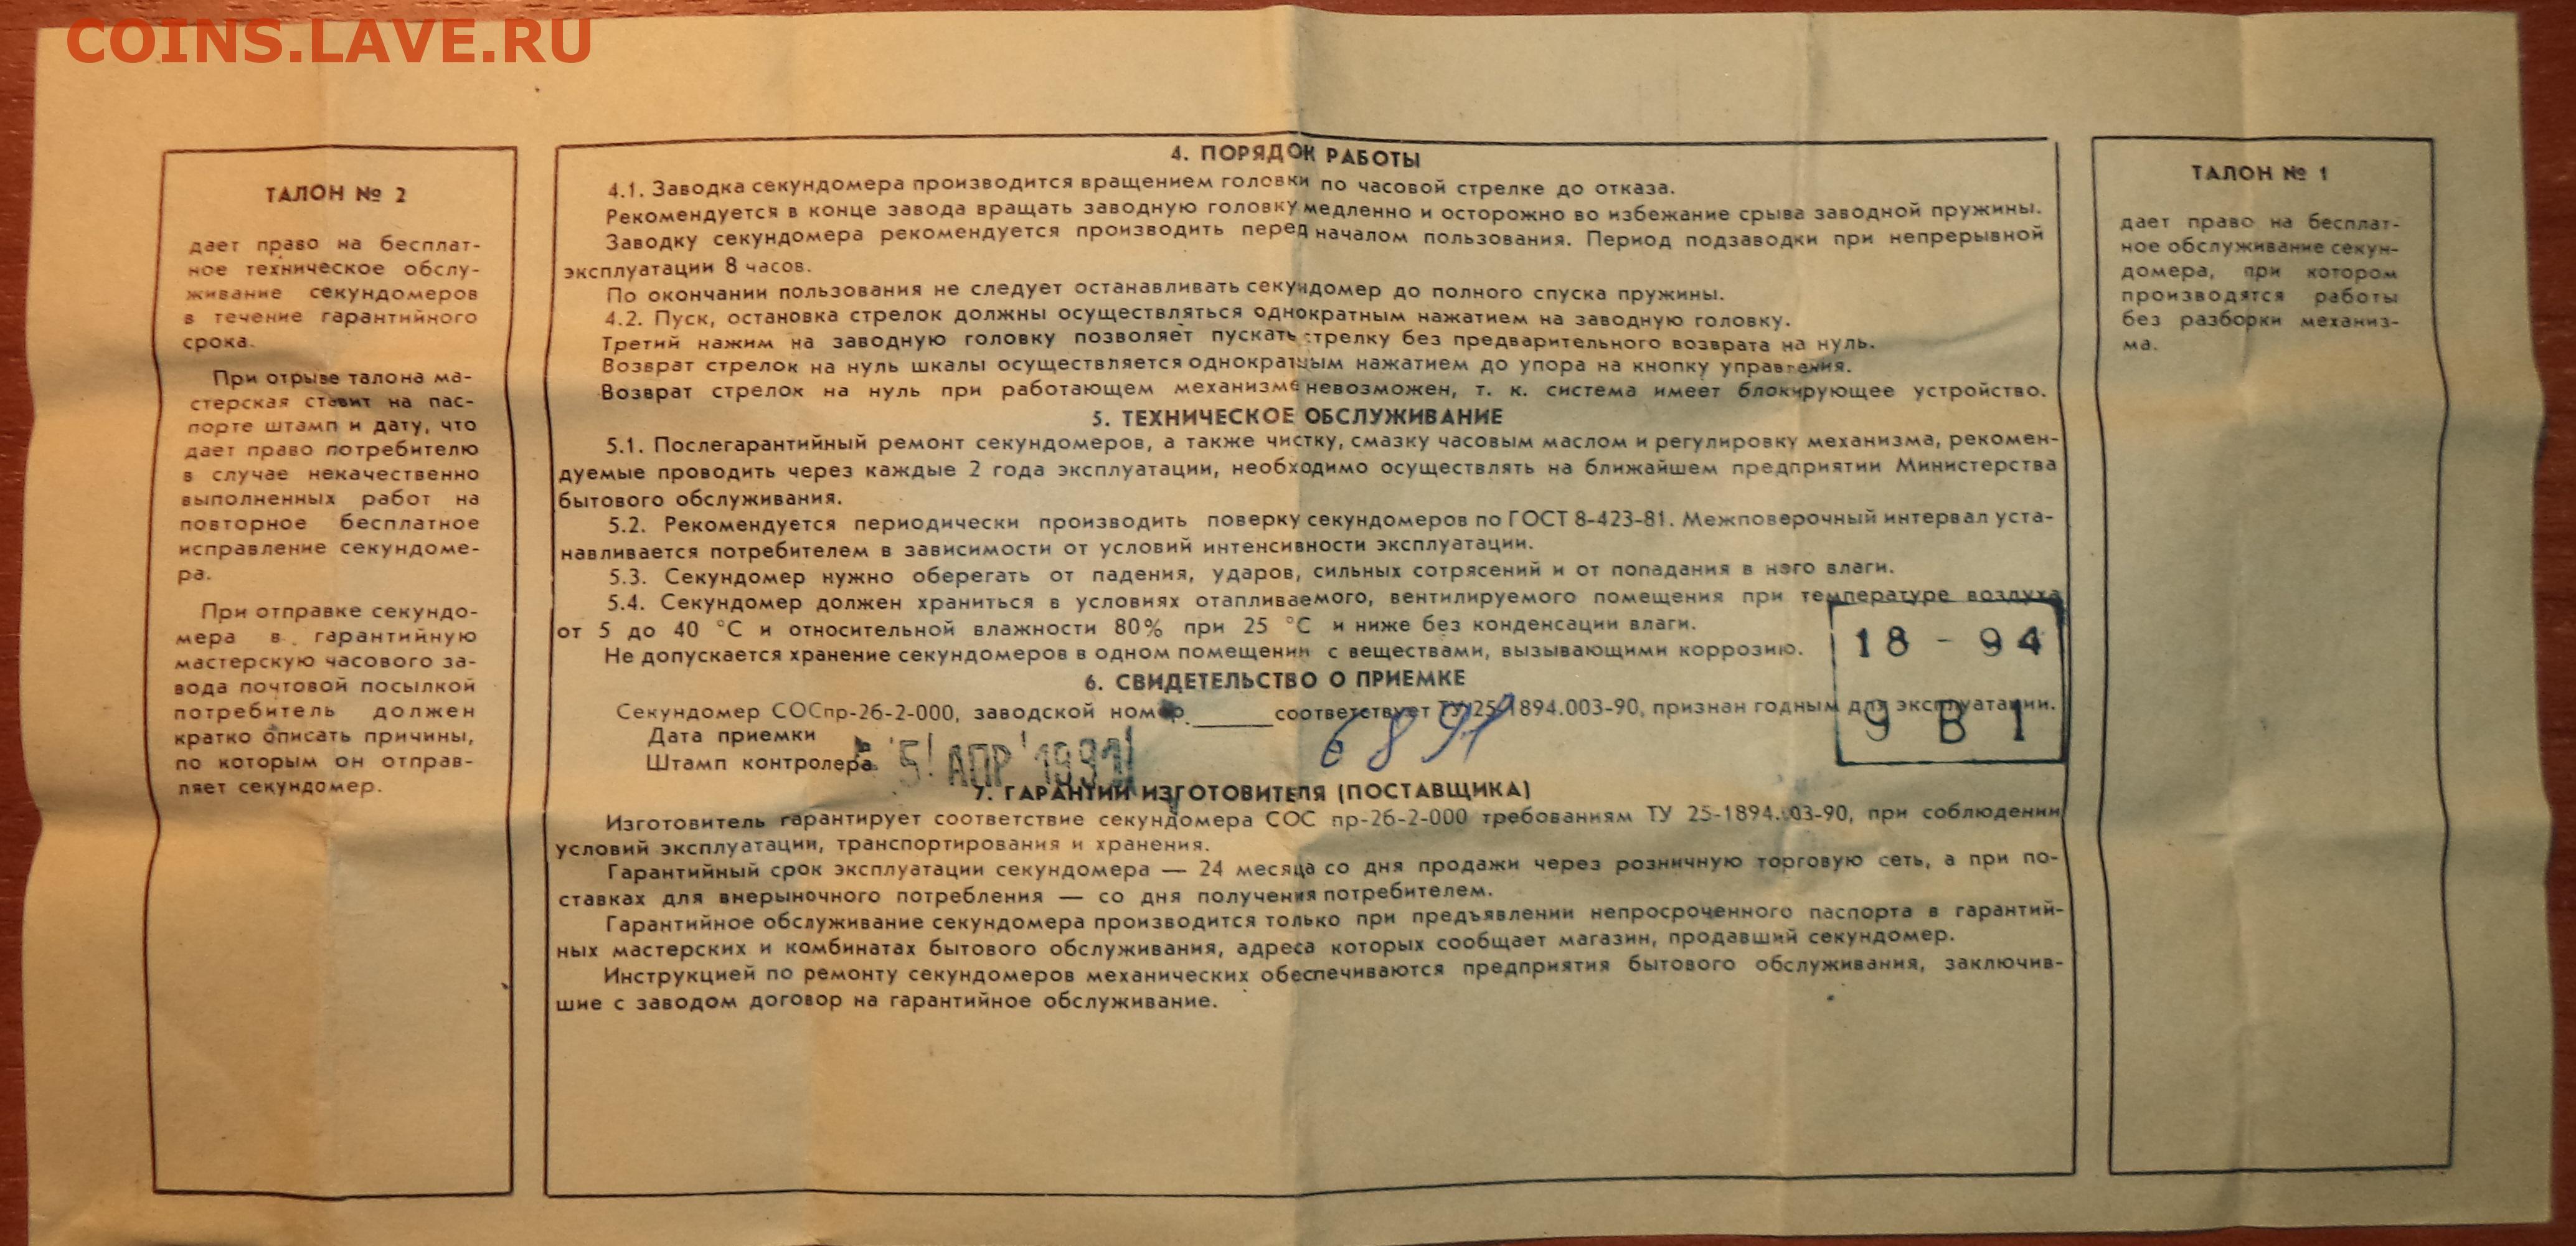 COINS.LAVE.RU
ТАЛОН № 2
дает право на бесплат-
ное техническое обслу-
живание секундомеров
в течение гарантийного
срока.
При отрыве талона ма-
стерская ставит на пас-
порте штамп и дату, что
дает право потребителю
в случае некачественно
выполненных работ на
повторное бесплатное
исправление секундоме-
ра.
При отправке секундо-
мера в гарантийную
мастерскую часового за-
вода почтовой посылкой
потребитель должен
кратко описать причины,
по которым он отправ-
ляет секундомер.
4. ПОРЯДОК РАБОТЫ
4.1. Заводка секундомера производится вращением головки по часовой стрелке до отказа.
Рекомендуется в конце завода вращать заводную головку медленно и осторожно во избежание срыва заводной пружины.
Заводку секундомера рекомендуется производить перед началом пользования. Период подзаводки при непрерывной
эксплуатации 8 часов.
По окончании пользования не следует останавливать секундомер до полного спуска пружины.
4.2. Пуск, остановка стрелок должны осуществляться однократным нажатием на заводную головку.
Третий нажим на заводную головку позволяет пускать стрелку без предварительного возврата на нуль.
Возврат стрелок на нуль шкалы осуществляется однократным нажатием до упора на кнопку управления.
Возврат стрелок на нуль при работающем механизме невозможен, т. к. система имеет блокирующее устройство.
5. ТЕХНИЧЕСКОЕ ОБСЛУЖИВАНИЕ
5.1. Послегарантийный ремонт секундомеров, а также чистку, смазку часовым маслом и регулировку механизма, рекомен-
дуемые проводить через каждые 2 года эксплуатации, необходимо осуществлять на ближайшем предприятии Министерства
бытового обслуживания.
5.2. Рекомендуется периодически производить поверку секундомеров по ГОСТ 8-423-81. Межповерочный интервал уста-
навливается потребителем в зависимости от условий интенсивности эксплуатации.
5.3. Секундомер нужно оберегать от падения, ударов, сильных сотрясений и от попадания в него влаги.
5.4. Секундомер должен храниться в условиях отапливаемого, вентилируемого помещения при температуре воздуха
от 5 до 40 °С и относительной влажности 80% при 25 °С и ниже без конденсации влаги.
Не допускается хранение секундомеров в одном помещении с веществами, вызывающими коррозию.
18 - 94
6. СВИДЕТЕЛЬСТВО О ПРИЕМКЕ
Секундомер СОСпр-2б-2-000, заводской номер ______ соответствует ТУ 25-1894.003-90, признан годным для эксплуатации.
9 В 1
Дата приемки
Штамп контролера
5 АПР 1991
6891
7. ГАРАНТИИ ИЗГОТОВИТЕЛЯ (ПОСТАВЩИКА)
Изготовитель гарантирует соответствие секундомера СОС пр-2б-2-000 требованиям ТУ 25-1894.003-90, при соблюдении
условий эксплуатации, транспортирования и хранения.
Гарантийный срок эксплуатации секундомера — 24 месяца со дня продажи через розничную торговую сеть, а при по-
ставках для внерыночного потребления — со дня получения потребителем.
Гарантийное обслуживание секундомера производится только при предъявлении непросроченного паспорта в гарантий-
ных мастерских и комбинатах бытового обслуживания, адреса которых сообщает магазин, продавший секундомер.
Инструкцией по ремонту секундомеров механических обеспечиваются предприятия бытового обслуживания, заключив-
шие с заводом договор на гарантийное обслуживание.
ТАЛОН № 1
дает право на бесплат-
ное обслуживание секун-
домера, при котором
производятся работы
без разборки механиз-
ма.